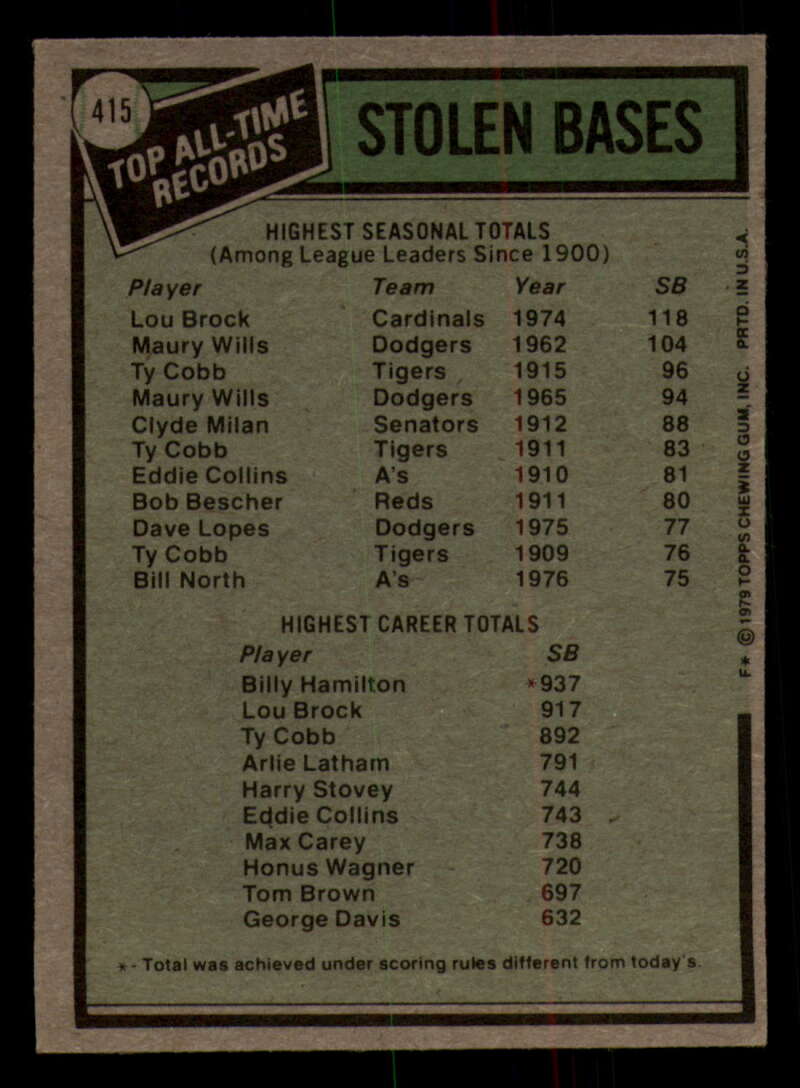 415
TOP ALL-TIME
RECORDS
STOLEN BASES
HIGHEST SEASONAL TOTALS
(Among League Leaders Since 1900)
Player Team Year SB
Lou Brock Cardinals 1974 118
Maury Wills Dodgers 1962 104
Ty Cobb Tigers 1915 96
Maury Wills Dodgers 1965 94
Clyde Milan Senators 1912 88
Ty Cobb Tigers 1911 83
Eddie Collins A's 1910 81
Bob Bescher Reds 1911 80
Dave Lopes Dodgers 1975 77
Ty Cobb Tigers 1909 76
Bill North A's 1976 75
HIGHEST CAREER TOTALS
Player SB
Billy Hamilton *937
Lou Brock 917
Ty Cobb 892
Arlie Latham 791
Harry Stovey 744
Eddie Collins 743
Max Carey 738
Honus Wagner 720
Tom Brown 697
George Davis 632
*- Total was achieved under scoring rules different from today's.
F* © 1979 TOPPS CHEWING GUM, INC. PRTD. IN U.S.A.